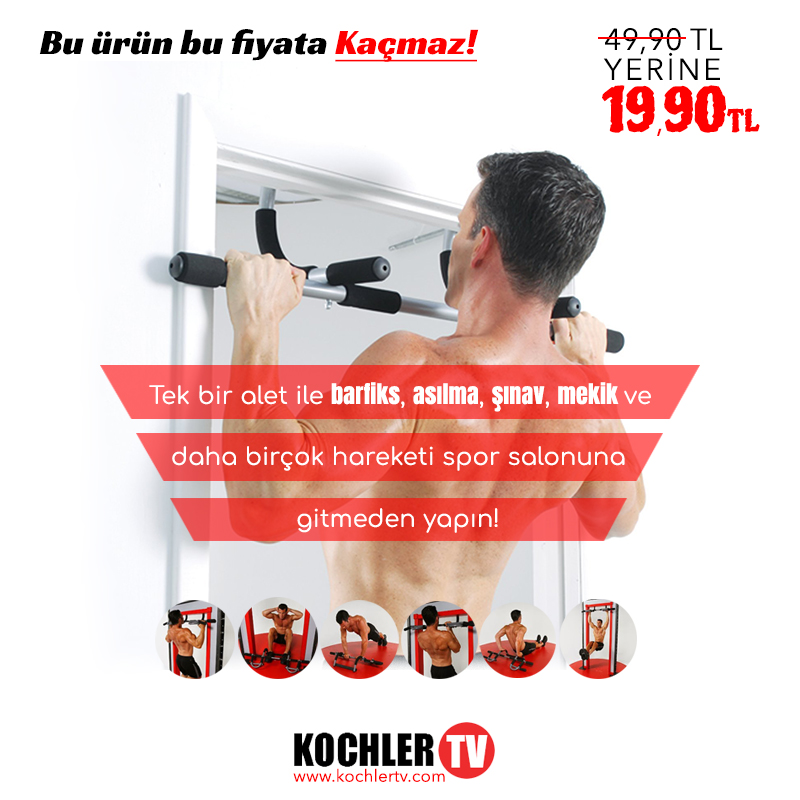 Bu ürün bu fiyata Kaçmaz!
49,90 TL
YERİNE
19,90TL
Tek bir alet ile barfiks, asılma, şınav, mekik ve
daha birçok hareketi spor salonuna
gitmeden yapın!
KOCHLER TV
www.kochlertv.com